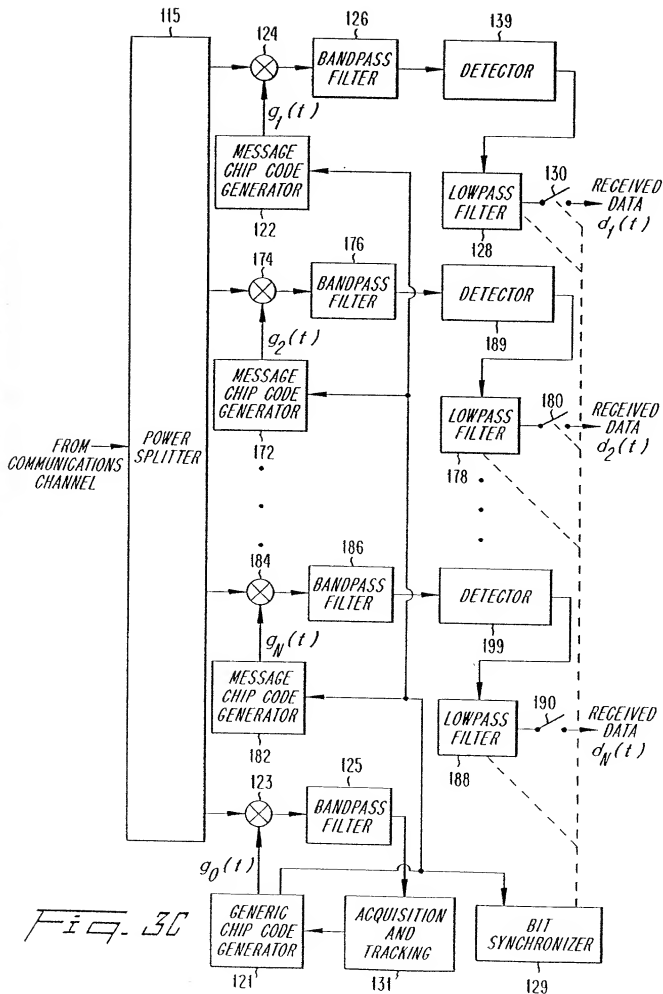 115
124
126
139
BANDPASS
FILTER
DETECTOR
g1(t)
MESSAGE
CHIP CODE
GENERATOR
122
LOWPASS
FILTER
128
130
RECEIVED
DATA
d1(t)
174
176
BANDPASS
FILTER
DETECTOR
189
g2(t)
MESSAGE
CHIP CODE
GENERATOR
172
LOWPASS
FILTER
178
180
RECEIVED
DATA
d2(t)
FROM
COMMUNICATIONS
CHANNEL
POWER
SPLITTER
184
186
BANDPASS
FILTER
DETECTOR
199
gN(t)
MESSAGE
CHIP CODE
GENERATOR
182
LOWPASS
FILTER
188
190
RECEIVED
DATA
dN(t)
123
125
BANDPASS
FILTER
g0(t)
GENERIC
CHIP CODE
GENERATOR
121
ACQUISITION
AND
TRACKING
131
BIT
SYNCHRONIZER
129
Fig. 3C